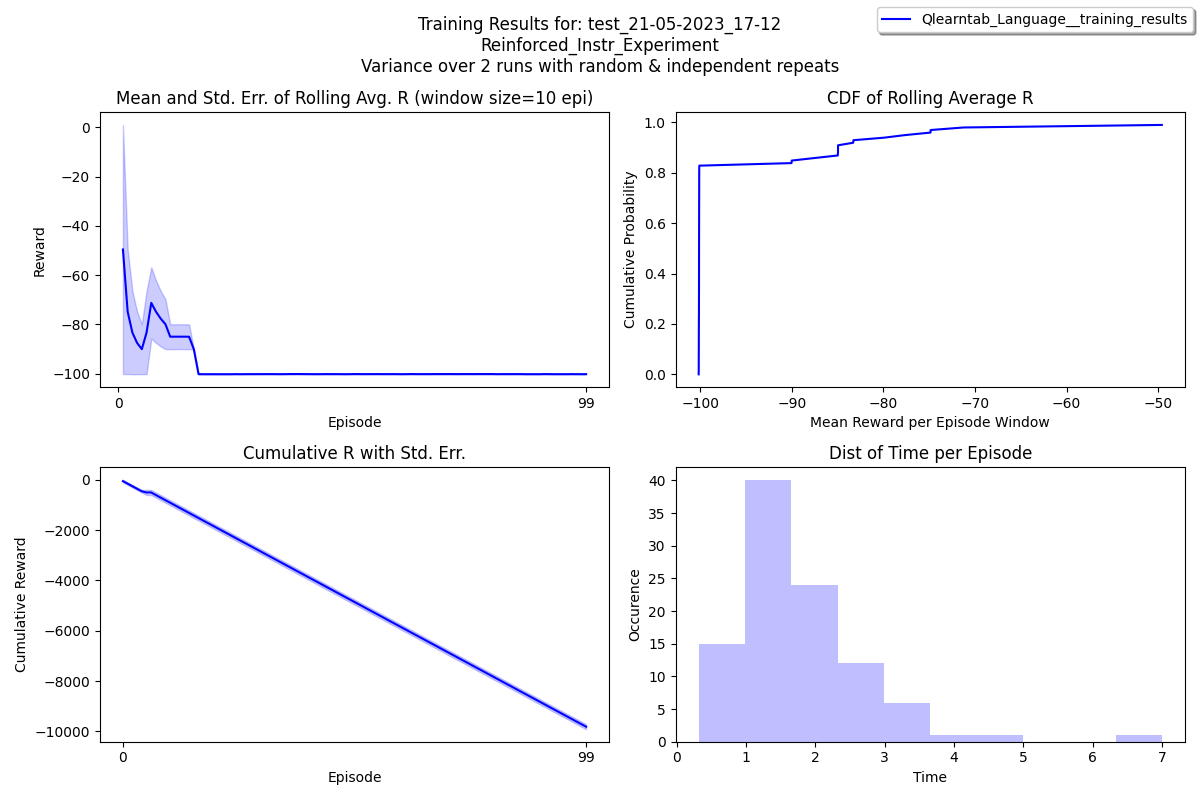 Training Results for: test_21-05-2023_17-12
Reinforced_Instr_Experiment
Variance over 2 runs with random & independent repeats
Qlearntab_Language__training_results
Mean and Std. Err. of Rolling Avg. R (window size=10 epi)
0
−20
−40
−60
−80
−100
Reward
0 99
Episode
CDF of Rolling Average R
1.0
0.8
0.6
0.4
0.2
0.0
Cumulative Probability
−100 −90 −80 −70 −60 −50
Mean Reward per Episode Window
Cumulative R with Std. Err.
0
−2000
−4000
−6000
−8000
−10000
Cumulative Reward
0 99
Episode
Dist of Time per Episode
40
35
30
25
20
15
10
5
0
Occurence
0 1 2 3 4 5 6 7
Time